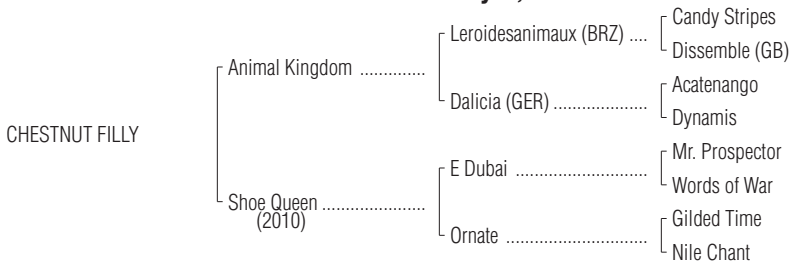 Candy Stripes
Leroidesanimaux (BRZ) ....
Dissemble (GB)
Animal Kingdom ..............
Acatenango
Dalicia (GER) ....................
Dynamis
CHESTNUT FILLY
Mr. Prospector
E Dubai ............................
Words of War
Shoe Queen ......................
(2010)
Gilded Time
Ornate ..............................
Nile Chant